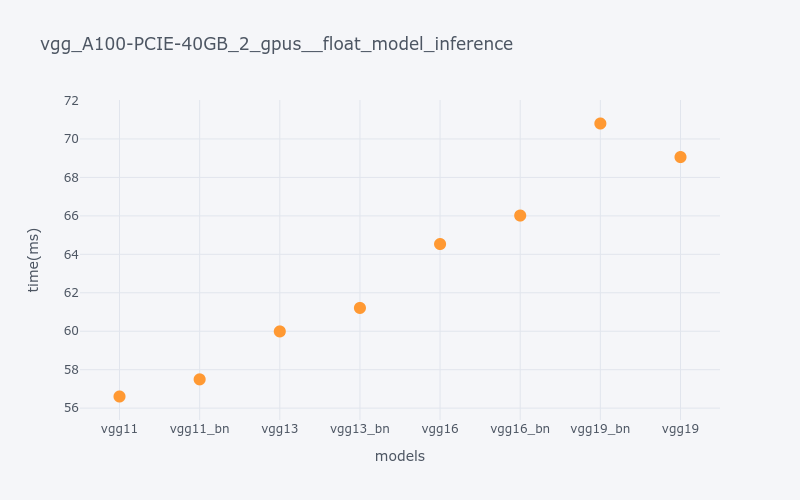 vgg_A100-PCIE-40GB_2_gpus__float_model_inference
time(ms)
72
70
68
66
64
62
60
58
56
vgg11 vgg11_bn vgg13 vgg13_bn vgg16 vgg16_bn vgg19_bn vgg19
models